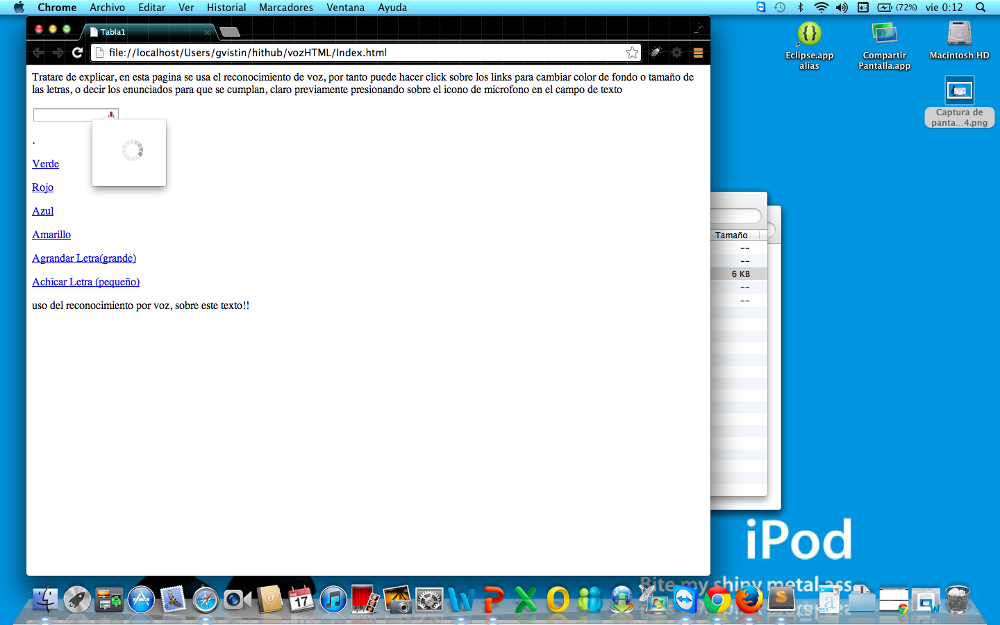 Chrome Archivo Editar Ver Historial Marcadores Ventana Ayuda (72%) vie 0:12
Tabla1
file://localhost/Users/gvistin/hithub/vozHTML/Index.html
Tratare de explicar, en esta pagina se usa el reconocimiento de voz, por tanto puede hacer click sobre los links para cambiar color de fondo o tamaño de
las letras, o decir los enunciados para que se cumplan, claro previamente presionando sobre el icono de microfono en el campo de texto
.
Verde
Rojo
Azul
Amarillo
Agrandar Letra(grande)
Achicar Letra (pequeño)
uso del reconocimiento por voz, sobre este texto!!
Eclipse.app
alias
Compartir
Pantalla.app
Macintosh HD
Captura de
panta...4.png
Tamaño
--
--
6 KB
--
--
iPod
Bite my shiny metal ass
ENE
17
DOCX